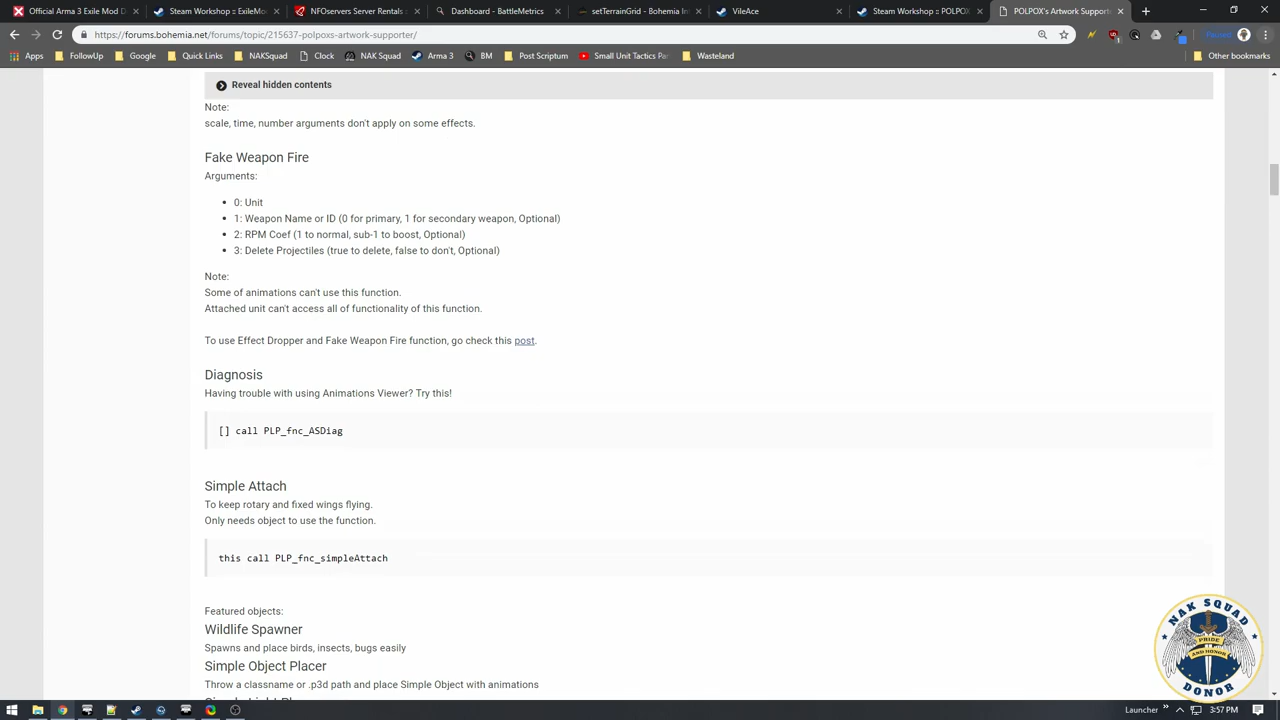 Official Arma 3 Exile Mod D
Steam Workshop :: ExileMod
NFOservers Server Rentals
Dashboard - BattleMetrics
setTerrainGrid - Bohemia Int
VileAce
Steam Workshop :: POLPOX
POLPOX's Artwork Supporter
https://forums.bohemia.net/forums/topic/215637-polpoxs-artwork-supporter/
Paused
Apps
FollowUp
Google
Quick Links
NAKSquad
Clock
NAK Squad
Arma 3
BM
Post Scriptum
Small Unit Tactics Pa
Wasteland
Other bookmarks
Reveal hidden contents
Note:
scale, time, number arguments don't apply on some effects.
Fake Weapon Fire
Arguments:
0: Unit
1: Weapon Name or ID (0 for primary, 1 for secondary weapon, Optional)
2: RPM Coef (1 to normal, sub-1 to boost, Optional)
3: Delete Projectiles (true to delete, false to don't, Optional)
Note:
Some of animations can't use this function.
Attached unit can't access all of functionality of this function.
To use Effect Dropper and Fake Weapon Fire function, go check this post.
Diagnosis
Having trouble with using Animations Viewer? Try this!
[] call PLP_fnc_ASDiag
Simple Attach
To keep rotary and fixed wings flying.
Only needs object to use the function.
this call PLP_fnc_simpleAttach
Featured objects:
Wildlife Spawner
Spawns and place birds, insects, bugs easily
Simple Object Placer
Throw a classname or .p3d path and place Simple Object with animations
NAK SQUAD
PRIDE
AND HONOR
DONOR
Launcher
3:57 PM